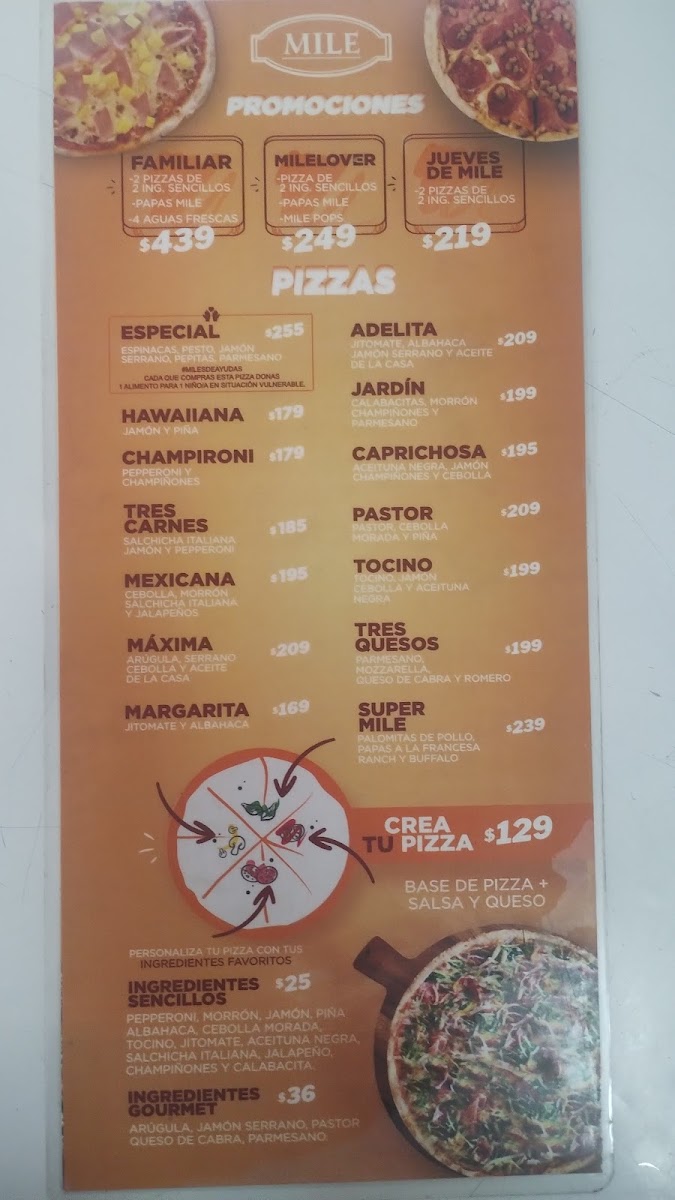 MILE
PROMOCIONES
FAMILIAR
-2 PIZZAS DE
2 ING. SENCILLOS
-PAPAS MILE
-4 AGUAS FRESCAS
$439
MILELOVER
-PIZZA DE
2 ING. SENCILLOS
-PAPAS MILE
-MILE POPS
$249
JUEVES
DE MILE
-2 PIZZAS DE
2 ING. SENCILLOS
$219
PIZZAS
ESPECIAL $255
ESPINACAS, PESTO, JAMÓN
SERRANO, PEPITAS, PARMESANO
#MILESDEAYUDAS
CADA QUE COMPRAS ESTA PIZZA DONAS
1 ALIMENTO PARA 1 NIÑO/A EN SITUACIÓN VULNERABLE.
HAWAIIANA $179
JAMÓN Y PIÑA
CHAMPIRONI $179
PEPPERONI Y
CHAMPIÑONES
TRES
CARNES $185
SALCHICHA ITALIANA
JAMÓN Y PEPPERONI
MEXICANA $195
CEBOLLA, MORRÓN
SALCHICHA ITALIANA
Y JALAPEÑOS
MÁXIMA $209
ARÚGULA, SERRANO
CEBOLLA Y ACEITE
DE LA CASA
MARGARITA $169
JITOMATE Y ALBAHACA
ADELITA $209
JITOMATE, ALBAHACA
JAMÓN SERRANO Y ACEITE
DE LA CASA
JARDÍN $199
CALABACITAS, MORRÓN
CHAMPIÑONES Y
PARMESANO
CAPRICHOSA $195
ACEITUNA NEGRA, JAMÓN
CHAMPIÑONES Y CEBOLLA
PASTOR $209
PASTOR, CEBOLLA
MORADA Y PIÑA
TOCINO $199
TOCINO, JAMÓN
CEBOLLA Y ACEITUNA
NEGRA
TRES
QUESOS $199
PARMESANO,
MOZZARELLA,
QUESO DE CABRA Y ROMERO
SUPER
MILE $239
PALOMITAS DE POLLO,
PAPAS A LA FRANCESA
RANCH Y BUFFALO
CREA
TU PIZZA $129
BASE DE PIZZA +
SALSA Y QUESO
PERSONALIZA TU PIZZA CON TUS
INGREDIENTES FAVORITOS
INGREDIENTES
SENCILLOS $25
PEPPERONI, MORRÓN, JAMÓN, PIÑA
ALBAHACA, CEBOLLA MORADA,
TOCINO, JITOMATE, ACEITUNA NEGRA,
SALCHICHA ITALIANA, JALAPEÑO,
CHAMPIÑONES Y CALABACITA.
INGREDIENTES
GOURMET $36
ARÚGULA, JAMÓN SERRANO, PASTOR
QUESO DE CABRA, PARMESANO.